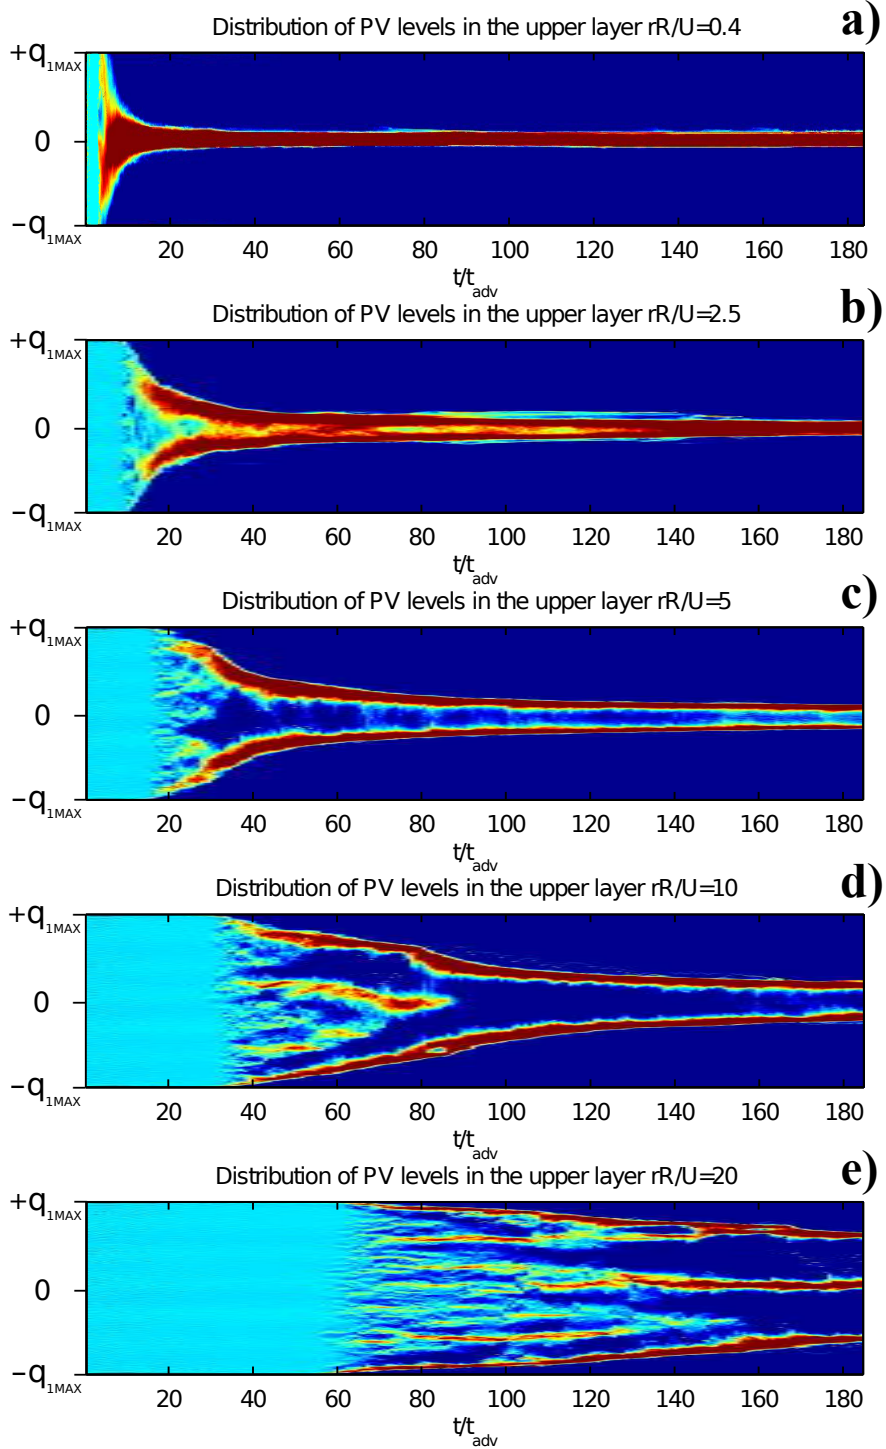 Distribution of PV levels in the upper layer rR/U=0.4
a)
+q1MAX
0
−q1MAX
20 40 60 80 100 120 140 160 180
t/tadv
Distribution of PV levels in the upper layer rR/U=2.5
b)
+q1MAX
0
−q1MAX
20 40 60 80 100 120 140 160 180
t/tadv
Distribution of PV levels in the upper layer rR/U=5
c)
+q1MAX
0
−q1MAX
20 40 60 80 100 120 140 160 180
t/tadv
Distribution of PV levels in the upper layer rR/U=10
d)
+q1MAX
0
−q1MAX
20 40 60 80 100 120 140 160 180
t/tadv
Distribution of PV levels in the upper layer rR/U=20
e)
+q1MAX
0
−q1MAX
20 40 60 80 100 120 140 160 180
t/tadv